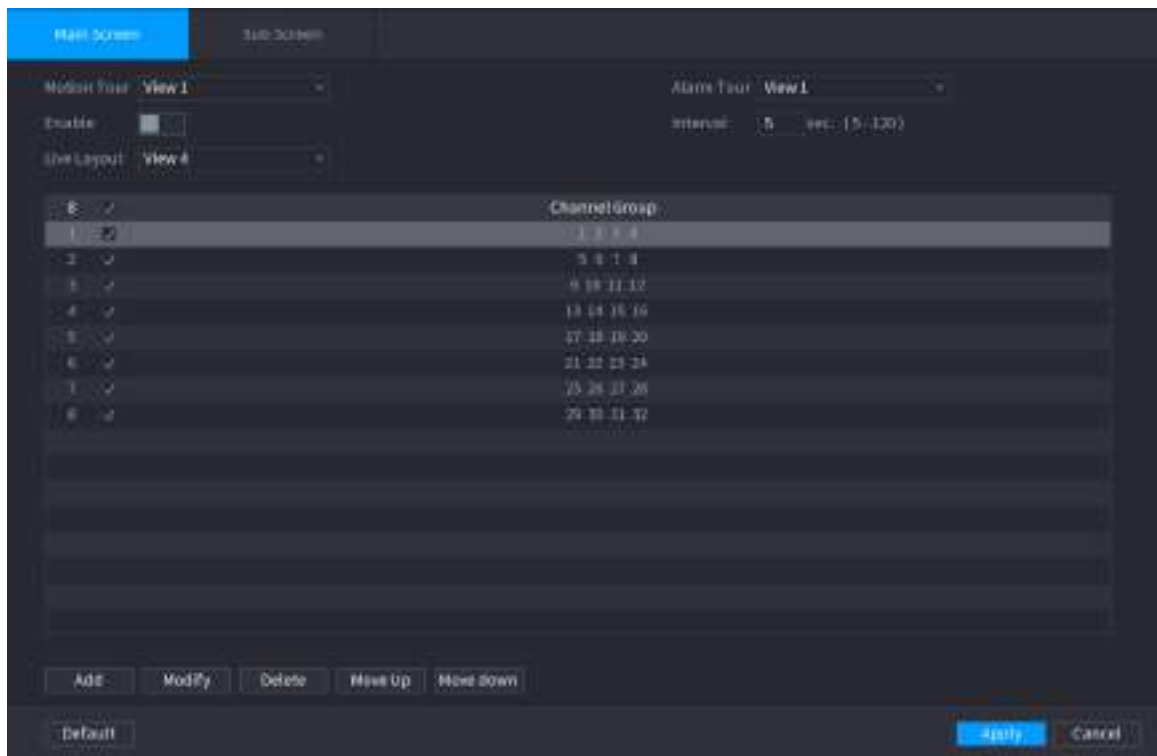 Main Screen Sub Screen
Motion Tour View 1 Alarm Tour View 1
Enable Interval 5 sec. (5-120)
Live Layout View 4
8 Channel Group
1 1 2 3 4
2 5 6 7 8
3 9 10 11 12
4 13 14 15 16
5 17 18 19 20
6 21 22 23 24
7 25 26 27 28
8 29 30 31 32
Add Modify Delete Move Up Move down
Default Apply Cancel